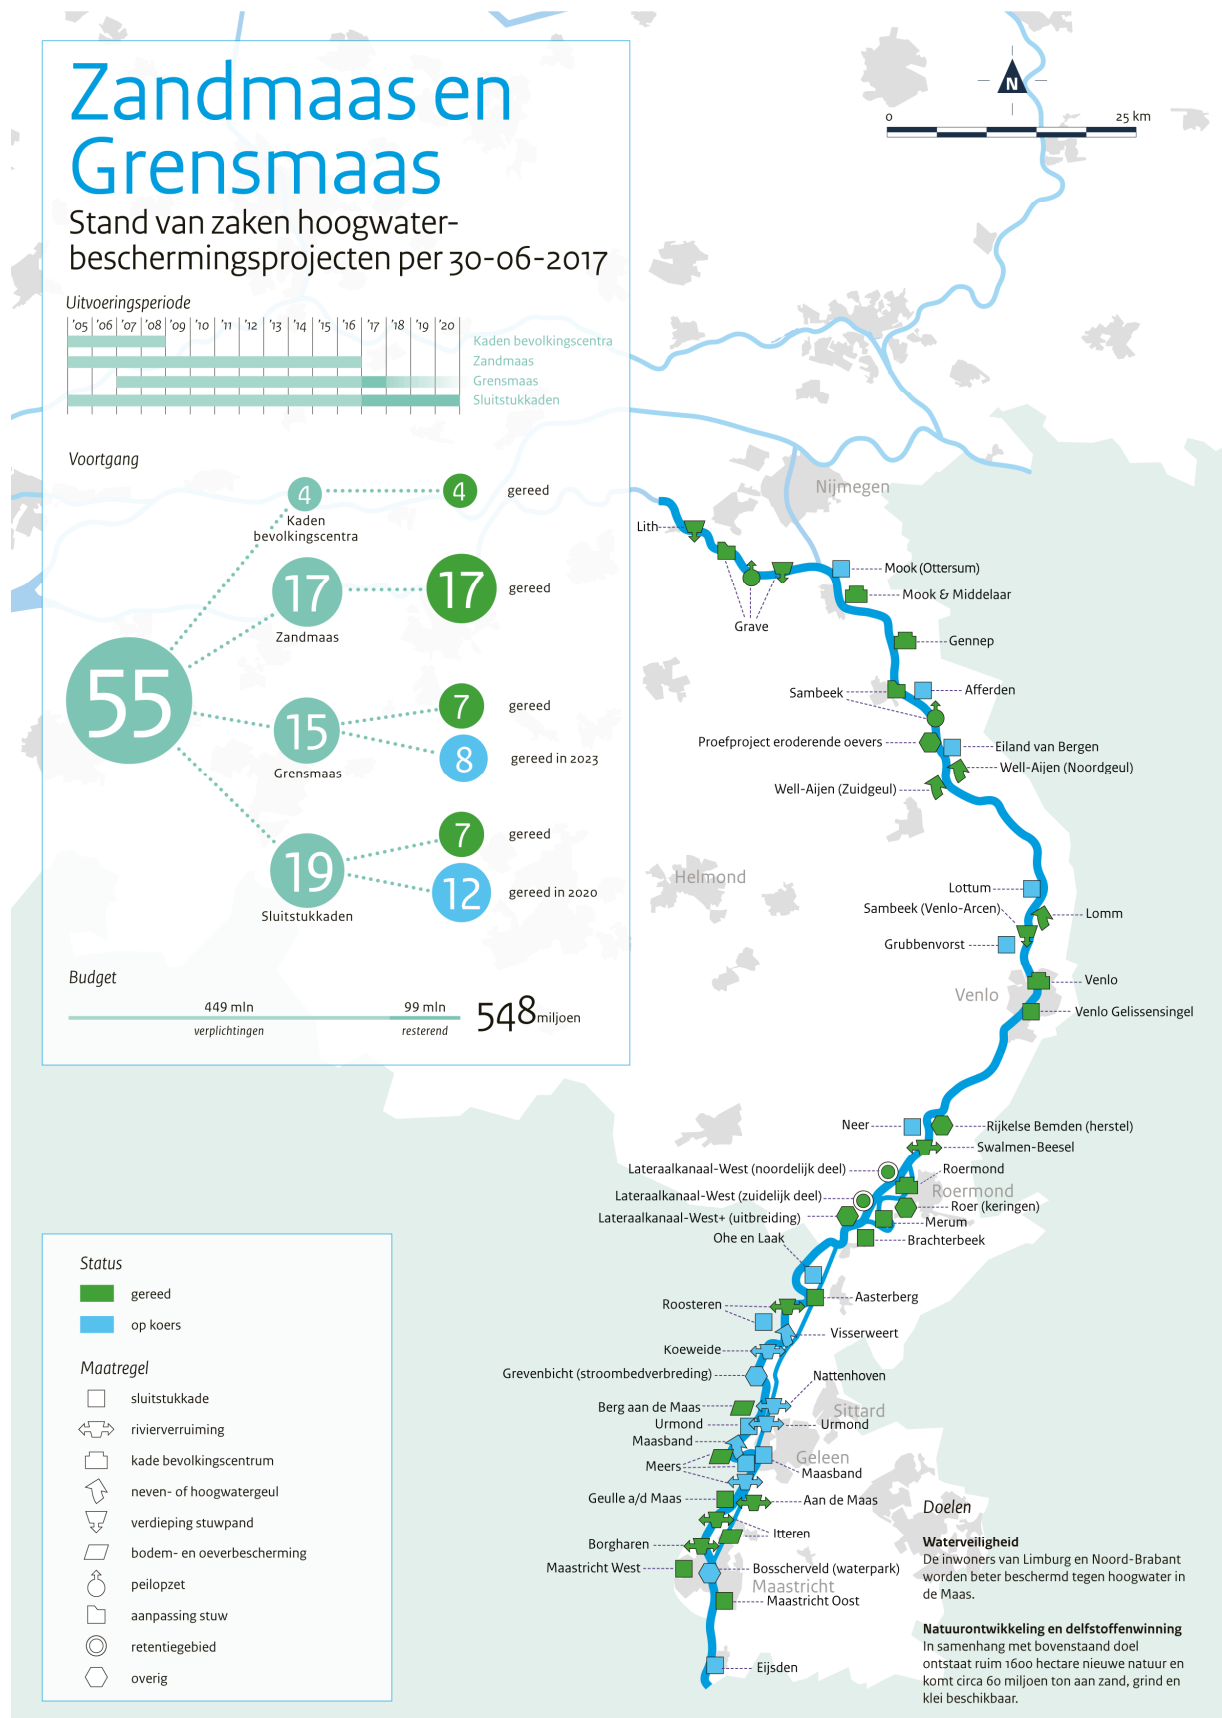 Zandmaas en
Grensmaas
Stand van zaken hoogwater-
beschermingsprojecten per 30-06-2017
Uitvoeringsperiode
'05 '06 '07 '08 '09 '10 '11 '12 '13 '14 '15 '16 '17 '18 '19 '20
Kaden bevolkingscentra
Zandmaas
Grensmaas
Sluitstukkaden
Voortgang
4
4
gereed
Kaden
bevolkingscentra
17
17
gereed
Zandmaas
55
7
gereed
15
8
gereed in 2023
Grensmaas
7
gereed
19
12
gereed in 2020
Sluitstukkaden
Budget
449 mln
99 mln
548 miljoen
verplichtingen
resterend
N
0
25 km
Nijmegen
Lith
Mook (Ottersum)
Mook & Middelaar
Grave
Gennep
Sambeek
Afferden
Proefproject eroderende oevers
Eiland van Bergen
Well-Aijen (Noordgeul)
Well-Aijen (Zuidgeul)
Helmond
Lottum
Sambeek (Venlo-Arcen)
Lomm
Grubbenvorst
Venlo
Venlo
Venlo Gelissensingel
Neer
Rijkelse Bemden (herstel)
Swalmen-Beesel
Lateraalkanaal-West (noordelijk deel)
Roermond
Roermond
Lateraalkanaal-West (zuidelijk deel)
Roer (keringen)
Lateraalkanaal-West+ (uitbreiding)
Merum
Ohe en Laak
Brachterbeek
Aasterberg
Roosteren
Visserweert
Koeweide
Grevenbicht (stroombedverbreding)
Nattenhoven
Berg aan de Maas
Sittard
Urmond
Urmond
Maasband
Geleen
Meers
Maasband
Geulle a/d Maas
Aan de Maas
Itteren
Borgharen
Maastricht West
Bosscherveld (waterpark)
Maastricht
Maastricht Oost
Eijsden
Status
gereed
op koers
Maatregel
sluitstukkade
rivierverruiming
kade bevolkingscentrum
neven- of hoogwatergeul
verdieping stuwpand
bodem- en oeverbescherming
peilopzet
aanpassing stuw
retentiegebied
overig
Doelen
Waterveiligheid
De inwoners van Limburg en Noord-Brabant
worden beter beschermd tegen hoogwater in
de Maas.
Natuurontwikkeling en delfstoffenwinning
In samenhang met bovenstaand doel
ontstaat ruim 1600 hectare nieuwe natuur en
komt circa 60 miljoen ton aan zand, grind en
klei beschikbaar.